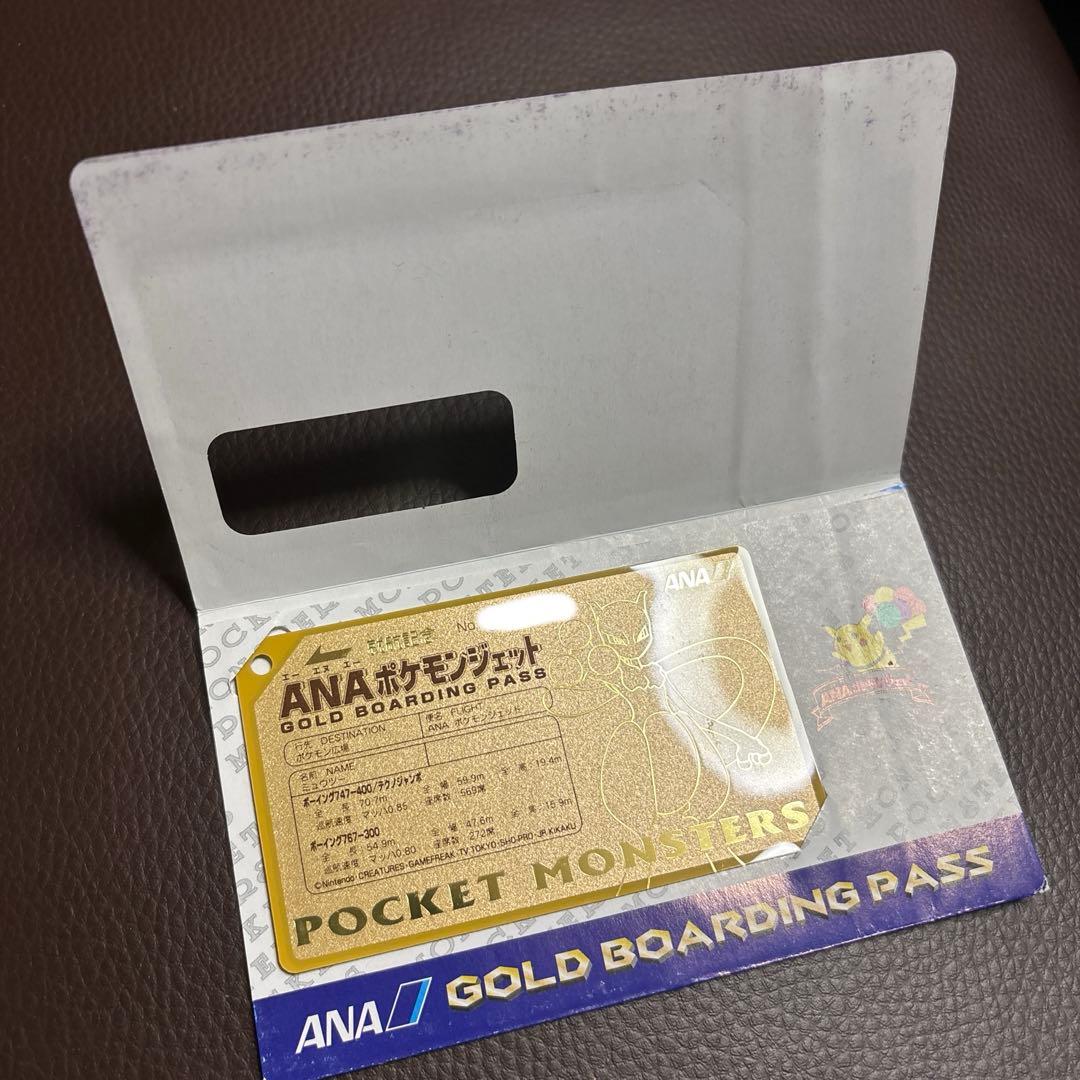 ANA
就航記念
No.
エー エヌ エー
ANAポケモンジェット
GOLD BOARDING PASS
行先 DESTINATION
ポケモン広場
便名 FLIGHT
ANA ポケモンジェット
名前 NAME
ミュウツー
ボーイング747-400/テクノジャンボ
全 長 70.7m 全 幅 59.9m 全 高 19.4m
巡航速度 マッハ0.85 座席数 569席
ボーイング767-300
全 長 54.9m 全 幅 47.6m 全 高 15.9m
巡航速度 マッハ0.80 座席数 272席
©Nintendo・CREATURES・GAMEFREAK・TV TOKYO・SHO-PRO・JR KIKAKU
POCKET MONSTERS
ANA GOLD BOARDING PASS